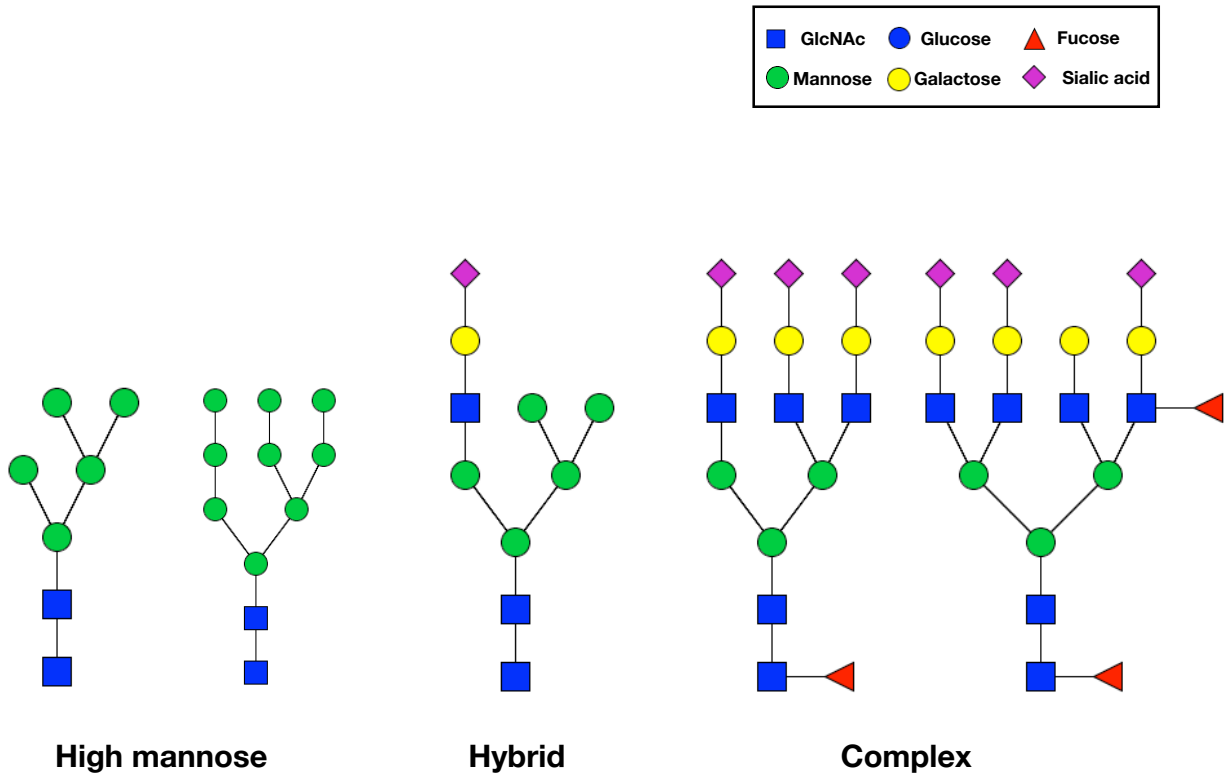 GlcNAc Glucose Fucose
Mannose Galactose Sialic acid
High mannose Hybrid Complex